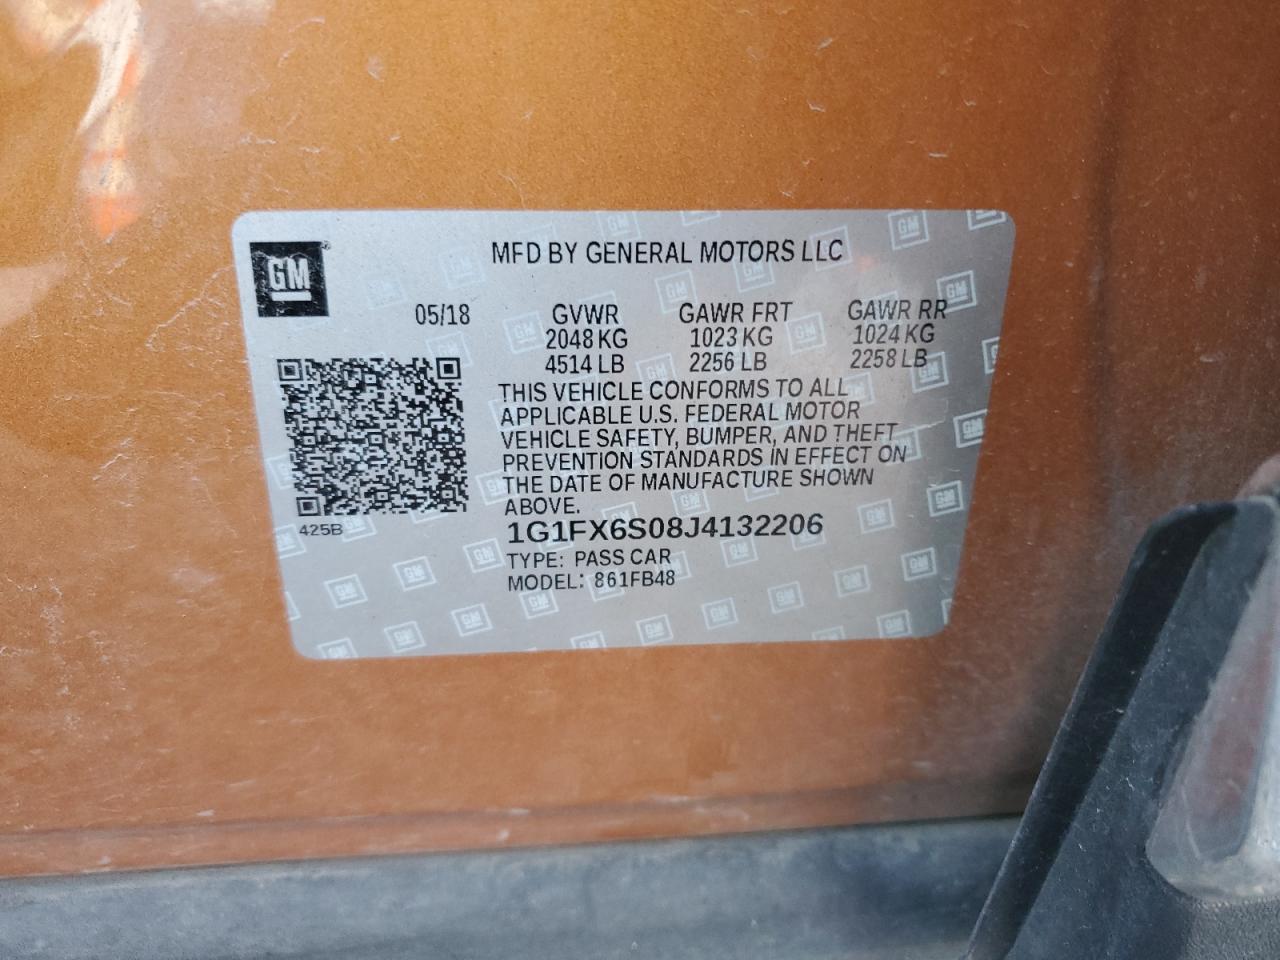 GM
MFD BY GENERAL MOTORS LLC
05/18 GVWR GAWR FRT GAWR RR
2048 KG 1023 KG 1024 KG
4514 LB 2256 LB 2258 LB
THIS VEHICLE CONFORMS TO ALL
APPLICABLE U.S. FEDERAL MOTOR
VEHICLE SAFETY, BUMPER, AND THEFT
PREVENTION STANDARDS IN EFFECT ON
THE DATE OF MANUFACTURE SHOWN
ABOVE.
425B
1G1FX6S08J4132206
TYPE: PASS CAR
MODEL: 861FB48